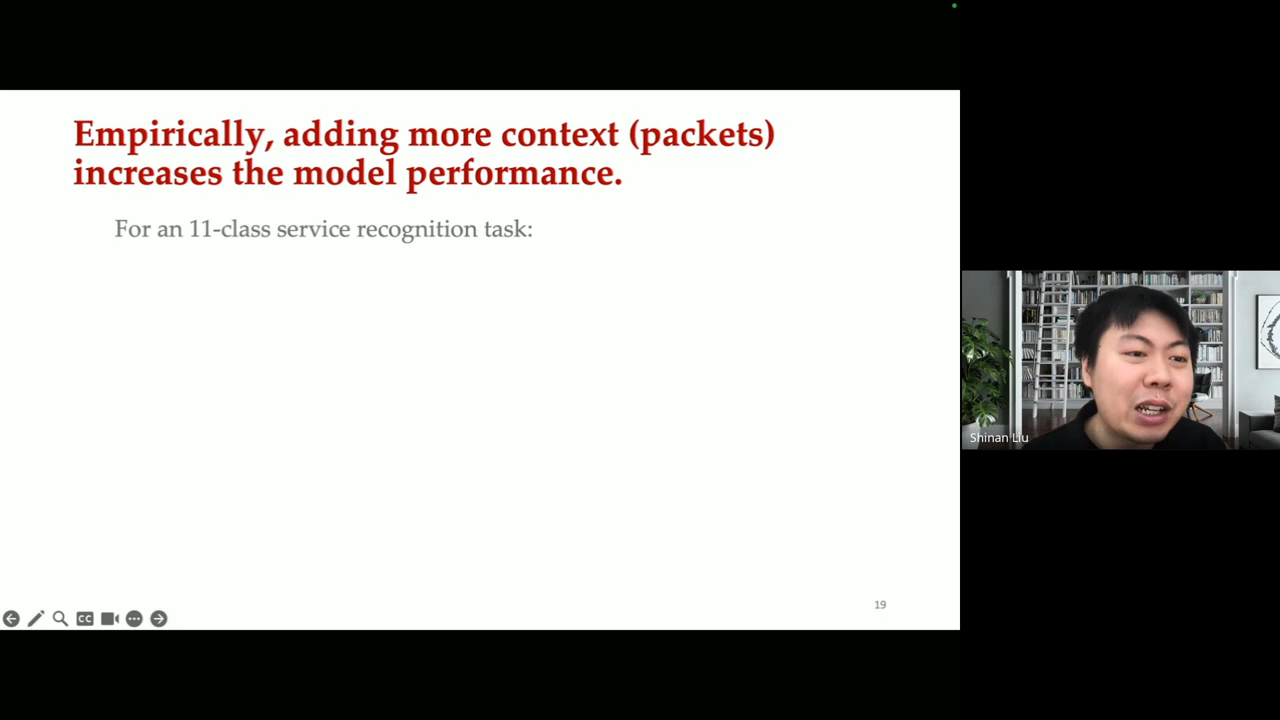 Empirically, adding more context (packets)
increases the model performance.
For an 11-class service recognition task:
Shinan Liu
19
CC